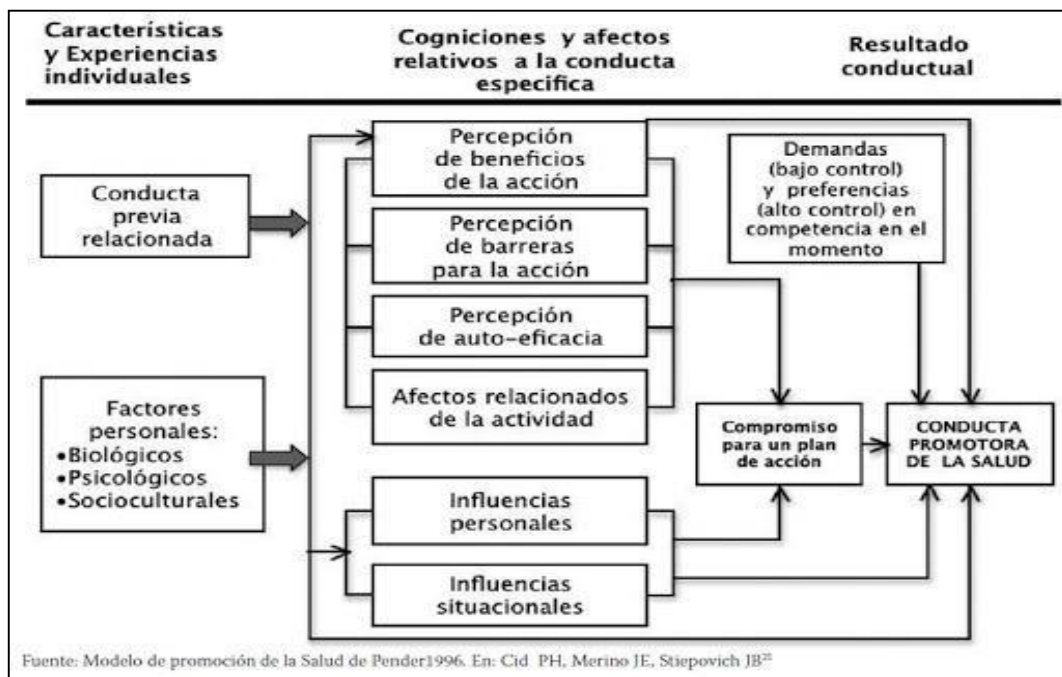 Características
y Experiencias
individuales
Cogniciones y afectos
relativos a la conducta
especifica
Resultado
conductual
Conducta
previa
relacionada
Factores
personales:
•Biológicos
•Psicológicos
•Socioculturales
Percepción
de beneficios
de la acción
Percepción
de barreras
para la acción
Percepción
de auto-eficacia
Afectos relacionados
de la actividad
Influencias
personales
Influencias
situacionales
Demandas
(bajo control)
y preferencias
(alto control) en
competencia en el
momento
Compromiso
para un plan
de acción
CONDUCTA
PROMOTORA
DE LA SALUD
Fuente: Modelo de promoción de la Salud de Pender1996. En: Cid PH, Merino JE, Stiepovich JB